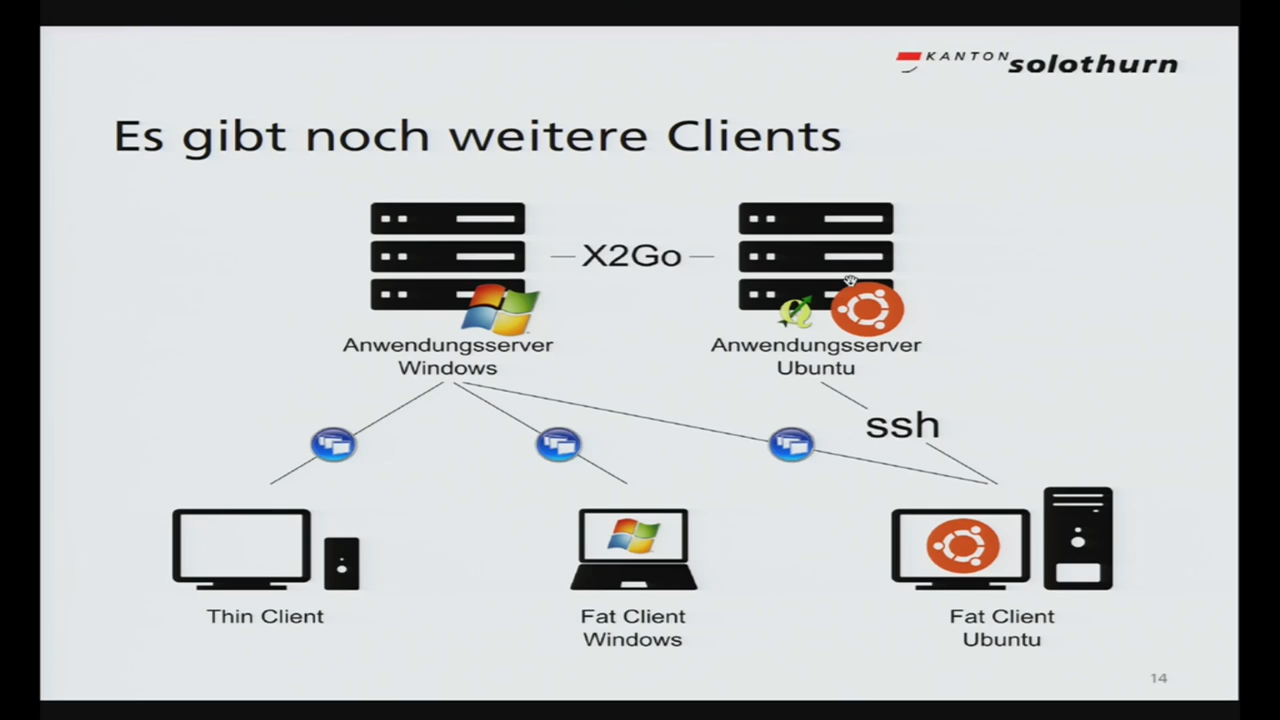 KANTON solothurn
Es gibt noch weitere Clients
X2Go
Anwendungsserver
Windows
Anwendungsserver
Ubuntu
ssh
Thin Client
Fat Client
Windows
Fat Client
Ubuntu
14